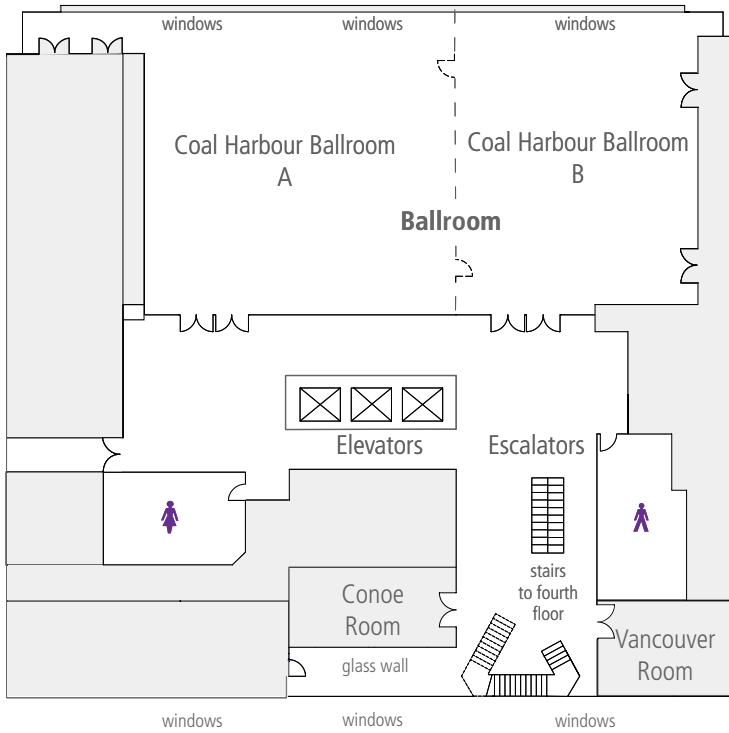 windows windows windows
Coal Harbour Ballroom
A
Coal Harbour Ballroom
B
Ballroom
Elevators
Escalators
stairs
to fourth
floor
Conoe
Room
Vancouver
Room
glass wall
windows windows windows